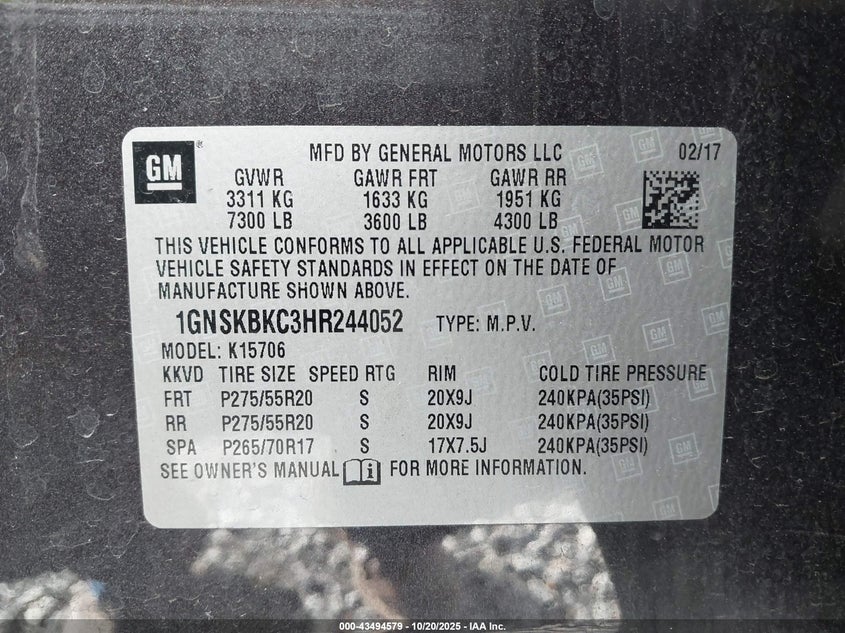 GM
MFD BY GENERAL MOTORS LLC 02/17
GVWR GAWR FRT GAWR RR
3311 KG 1633 KG 1951 KG
7300 LB 3600 LB 4300 LB
THIS VEHICLE CONFORMS TO ALL APPLICABLE U.S. FEDERAL MOTOR
VEHICLE SAFETY STANDARDS IN EFFECT ON THE DATE OF
MANUFACTURE SHOWN ABOVE.
1GNSKBKC3HR244052 TYPE: M.P.V.
MODEL: K15706
KKVD TIRE SIZE SPEED RTG RIM COLD TIRE PRESSURE
FRT P275/55R20 S 20X9J 240KPA(35PSI)
RR P275/55R20 S 20X9J 240KPA(35PSI)
SPA P265/70R17 S 17X7.5J 240KPA(35PSI)
SEE OWNER'S MANUAL FOR MORE INFORMATION.
000-43494579 - 10/20/2025 - IAA Inc.